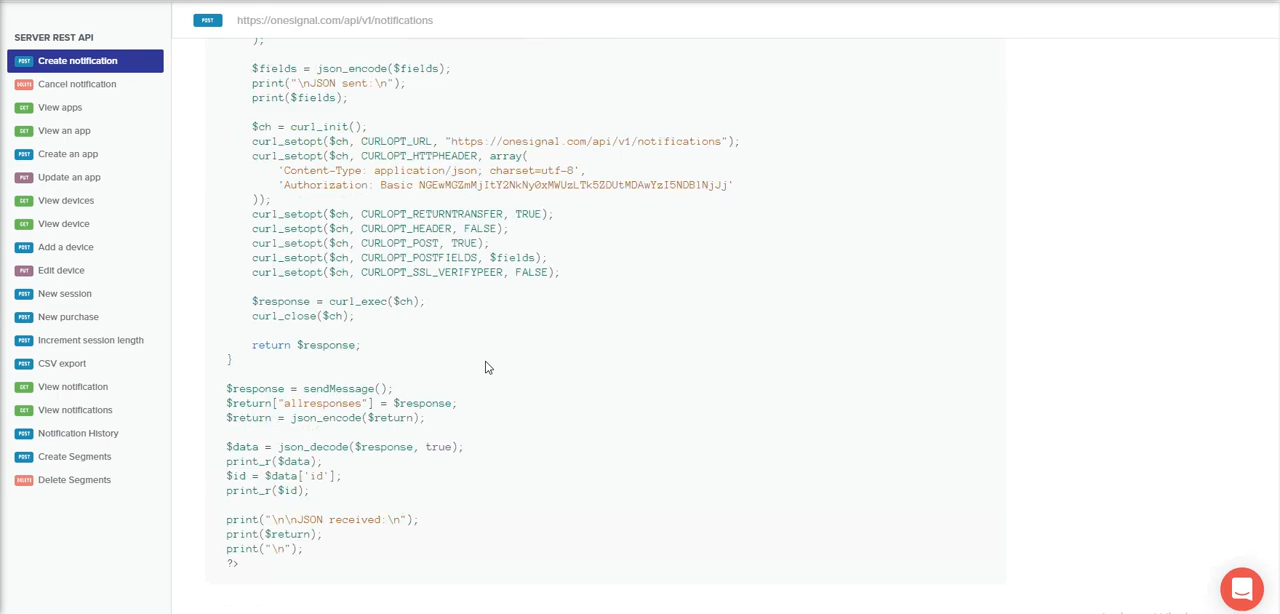 POST https://onesignal.com/api/v1/notifications
SERVER REST API
POST Create notification
DELETE Cancel notification
GET View apps
GET View an app
POST Create an app
PUT Update an app
GET View devices
GET View device
POST Add a device
PUT Edit device
POST New session
POST New purchase
POST Increment session length
POST CSV export
GET View notification
GET View notifications
POST Notification History
POST Create Segments
DELETE Delete Segments
);
$fields = json_encode($fields);
print("\nJSON sent:\n");
print($fields);
$ch = curl_init();
curl_setopt($ch, CURLOPT_URL, "https://onesignal.com/api/v1/notifications");
curl_setopt($ch, CURLOPT_HTTPHEADER, array(
'Content-Type: application/json; charset=utf-8',
'Authorization: Basic NGEwMGZmMjItY2NkNy0xMWUzLTk5ZDUtMDAwYzI5NDBlNjJj'
));
curl_setopt($ch, CURLOPT_RETURNTRANSFER, TRUE);
curl_setopt($ch, CURLOPT_HEADER, FALSE);
curl_setopt($ch, CURLOPT_POST, TRUE);
curl_setopt($ch, CURLOPT_POSTFIELDS, $fields);
curl_setopt($ch, CURLOPT_SSL_VERIFYPEER, FALSE);
$response = curl_exec($ch);
curl_close($ch);
return $response;
}
$response = sendMessage();
$return["allresponses"] = $response;
$return = json_encode($return);
$data = json_decode($response, true);
print_r($data);
$id = $data['id'];
print_r($id);
print("\n\nJSON received:\n");
print($return);
print("\n");
?>